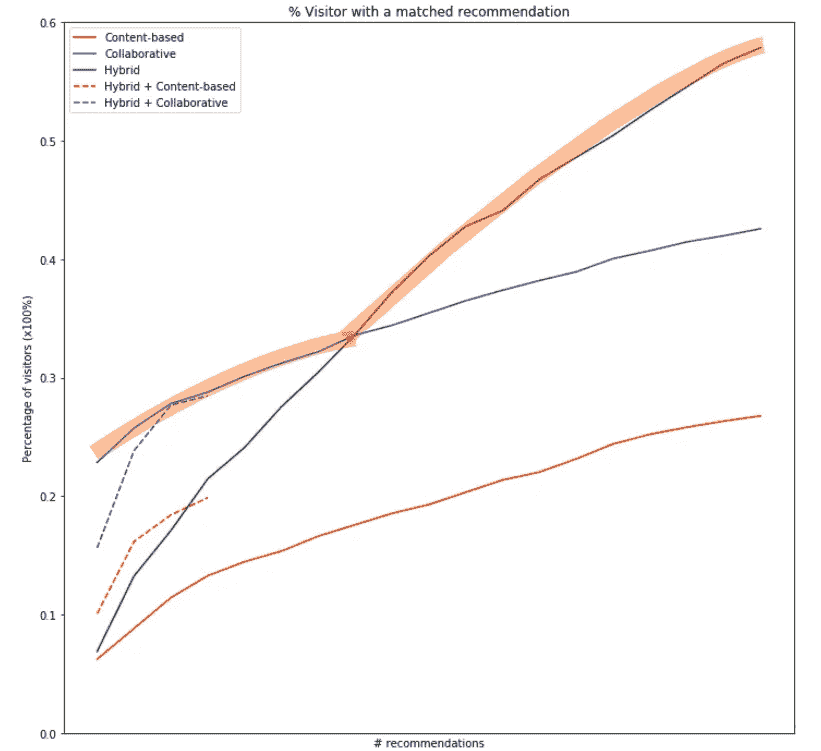 % Visitor with a matched recommendation
Content-based
Collaborative
Hybrid
Hybrid + Content-based
Hybrid + Collaborative
Percentage of visitors (x100%)
0.6
0.5
0.4
0.3
0.2
0.1
0.0
# recommendations